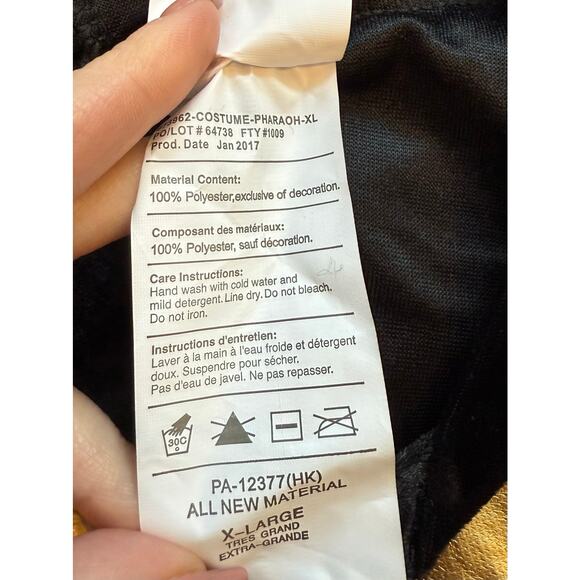 COSTUME-PHARAOH-XL
PO/LOT # 64738 FTY #1009
Prod. Date Jan 2017
Material Content:
100% Polyester,exclusive of decoration.
Composant des matériaux:
100% Polyester, sauf décoration.
Care Instructions:
Hand wash with cold water and
mild detergent. Line dry. Do not bleach.
Do not iron.
Instructions d'entretien:
Laver à la main à l'eau froide et détergent
doux. Suspendre pour sécher.
Pas d'eau de javel. Ne pas repasser.
30C
PA-12377(HK)
ALL NEW MATERIAL
X-LARGE
TRES GRAND
EXTRA-GRANDE